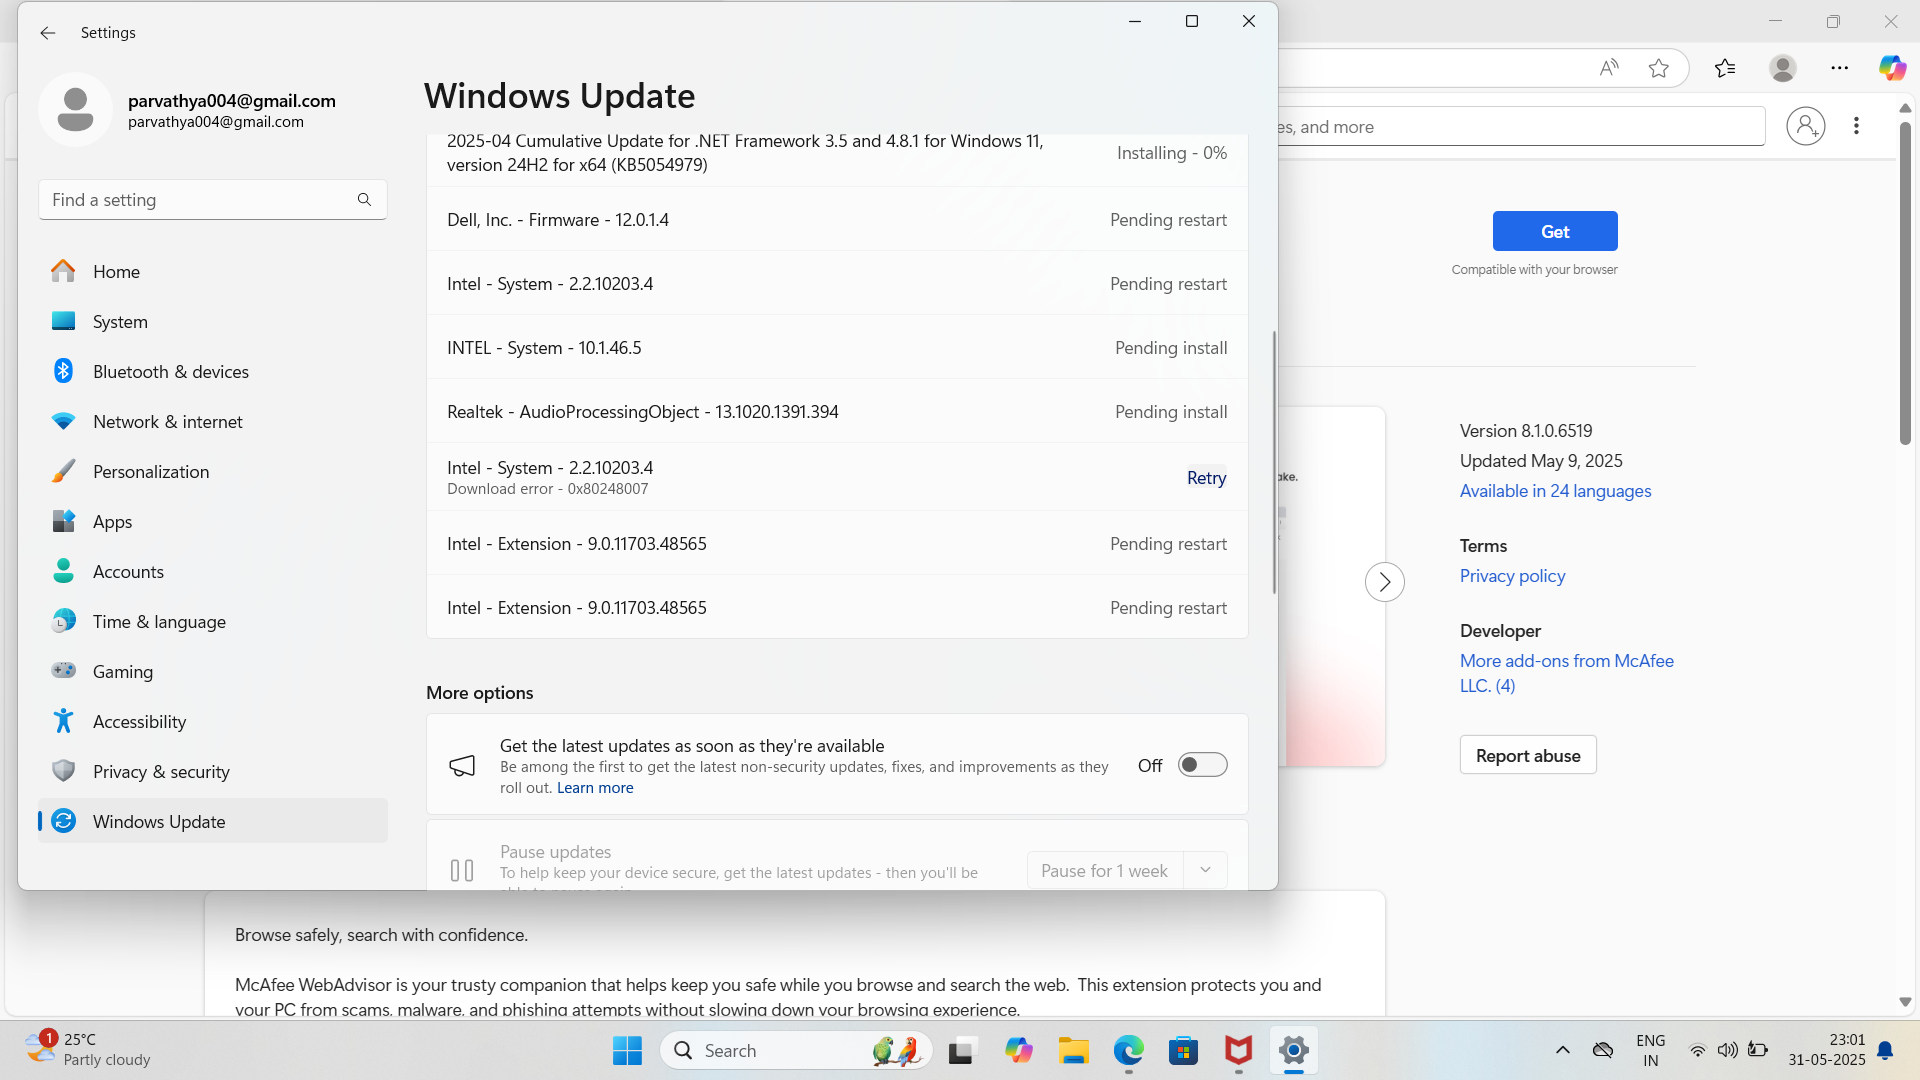 Settings
parvathya004@gmail.com
parvathya004@gmail.com
Find a setting
Home
System
Bluetooth & devices
Network & internet
Personalization
Apps
Accounts
Time & language
Gaming
Accessibility
Privacy & security
Windows Update
Windows Update
2025-04 Cumulative Update for .NET Framework 3.5 and 4.8.1 for Windows 11,
version 24H2 for x64 (KB5054979)
Installing - 0%
Dell, Inc. - Firmware - 12.0.1.4
Pending restart
Intel - System - 2.2.10203.4
Pending restart
INTEL - System - 10.1.46.5
Pending install
Realtek - AudioProcessingObject - 13.1020.1391.394
Pending install
Intel - System - 2.2.10203.4
Download error - 0x80248007
Retry
Intel - Extension - 9.0.11703.48565
Pending restart
Intel - Extension - 9.0.11703.48565
Pending restart
More options
Get the latest updates as soon as they're available
Be among the first to get the latest non-security updates, fixes, and improvements as they
roll out. Learn more
Off
Pause updates
To help keep your device secure, get the latest updates - then you'll be
Pause for 1 week
es, and more
Get
Compatible with your browser
ake.
Version 8.1.0.6519
Updated May 9, 2025
Available in 24 languages
Terms
Privacy policy
Developer
More add-ons from McAfee
LLC. (4)
Report abuse
Browse safely, search with confidence.
McAfee WebAdvisor is your trusty companion that helps keep you safe while you browse and search the web. This extension protects you and
your PC from scams, malware, and phishing attempts without slowing down your browsing experience.
1
25°C
Partly cloudy
Search
ENG
IN
23:01
31-05-2025